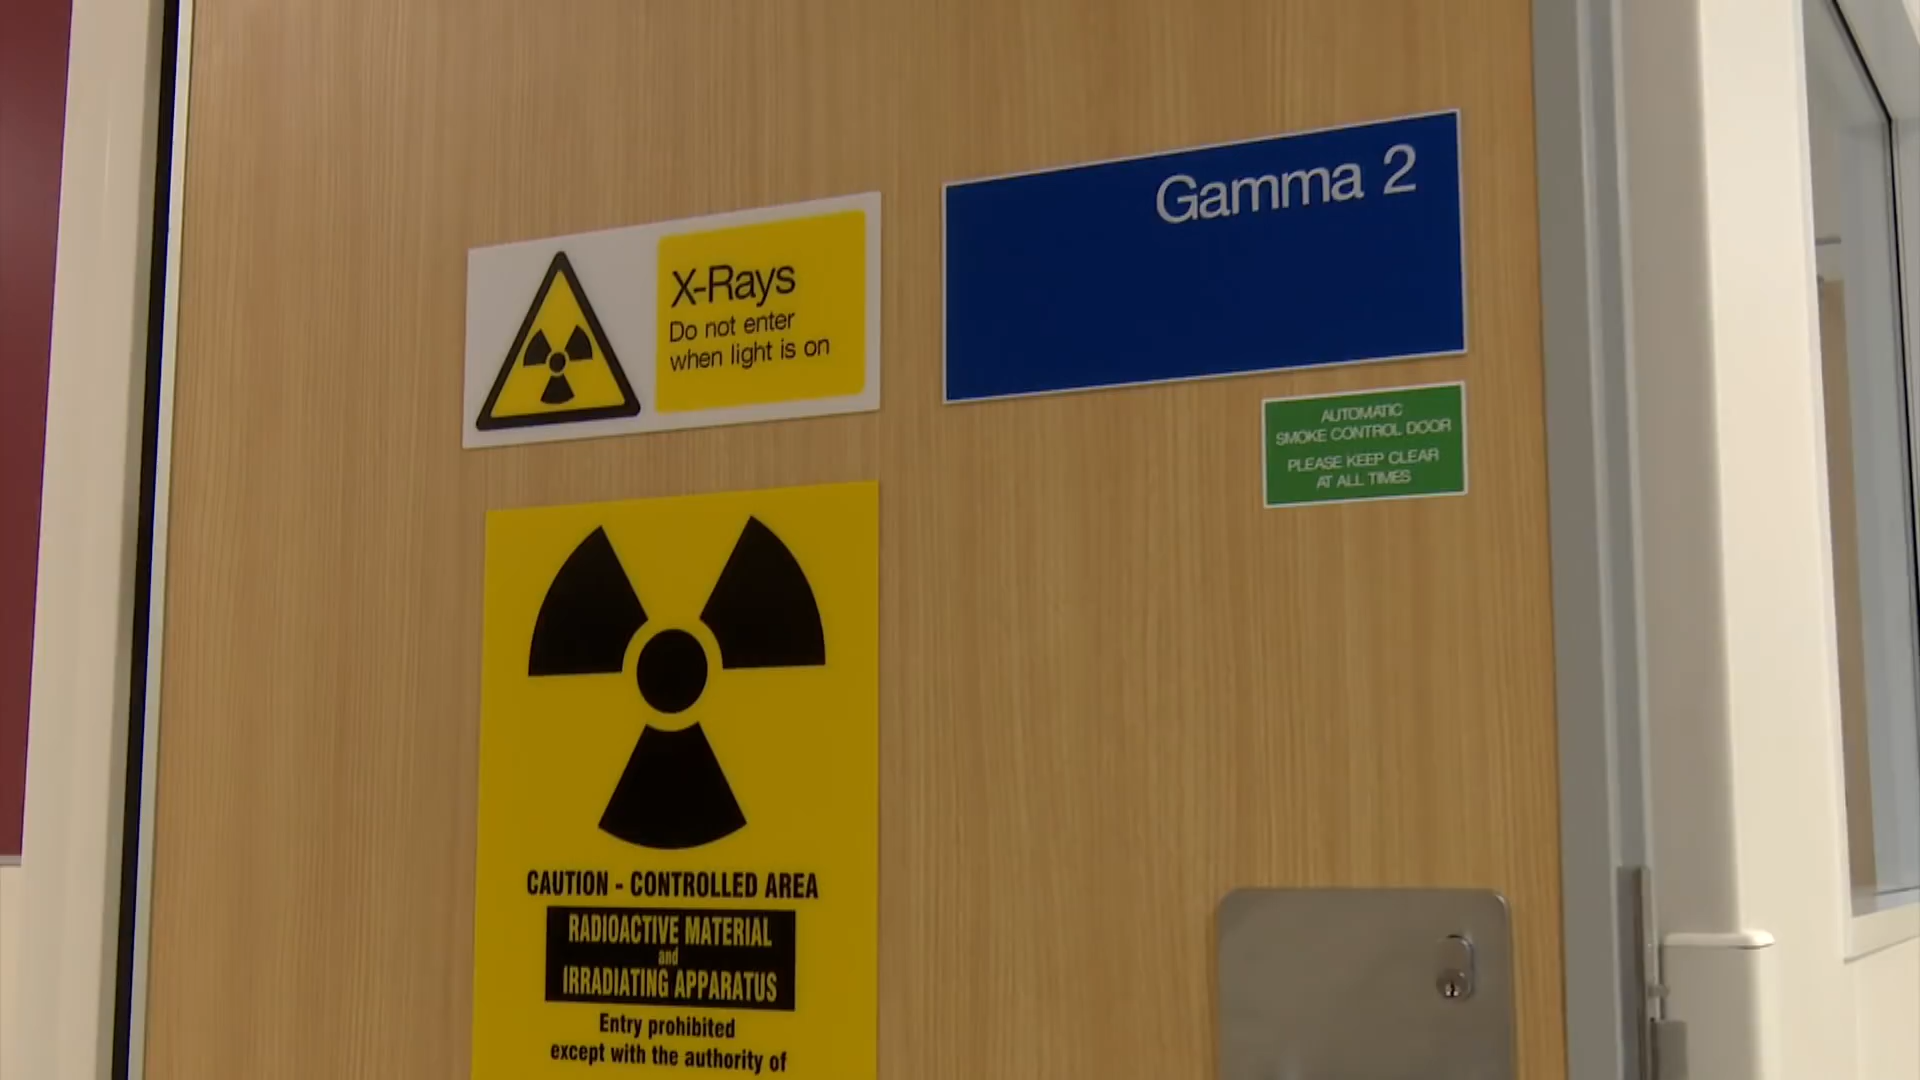 Gamma 2
X-Rays
Do not enter
when light is on
AUTOMATIC
SMOKE CONTROL DOOR
PLEASE KEEP CLEAR
AT ALL TIMES
CAUTION - CONTROLLED AREA
RADIOACTIVE MATERIAL
and
IRRADIATING APPARATUS
Entry prohibited
except with the authority of